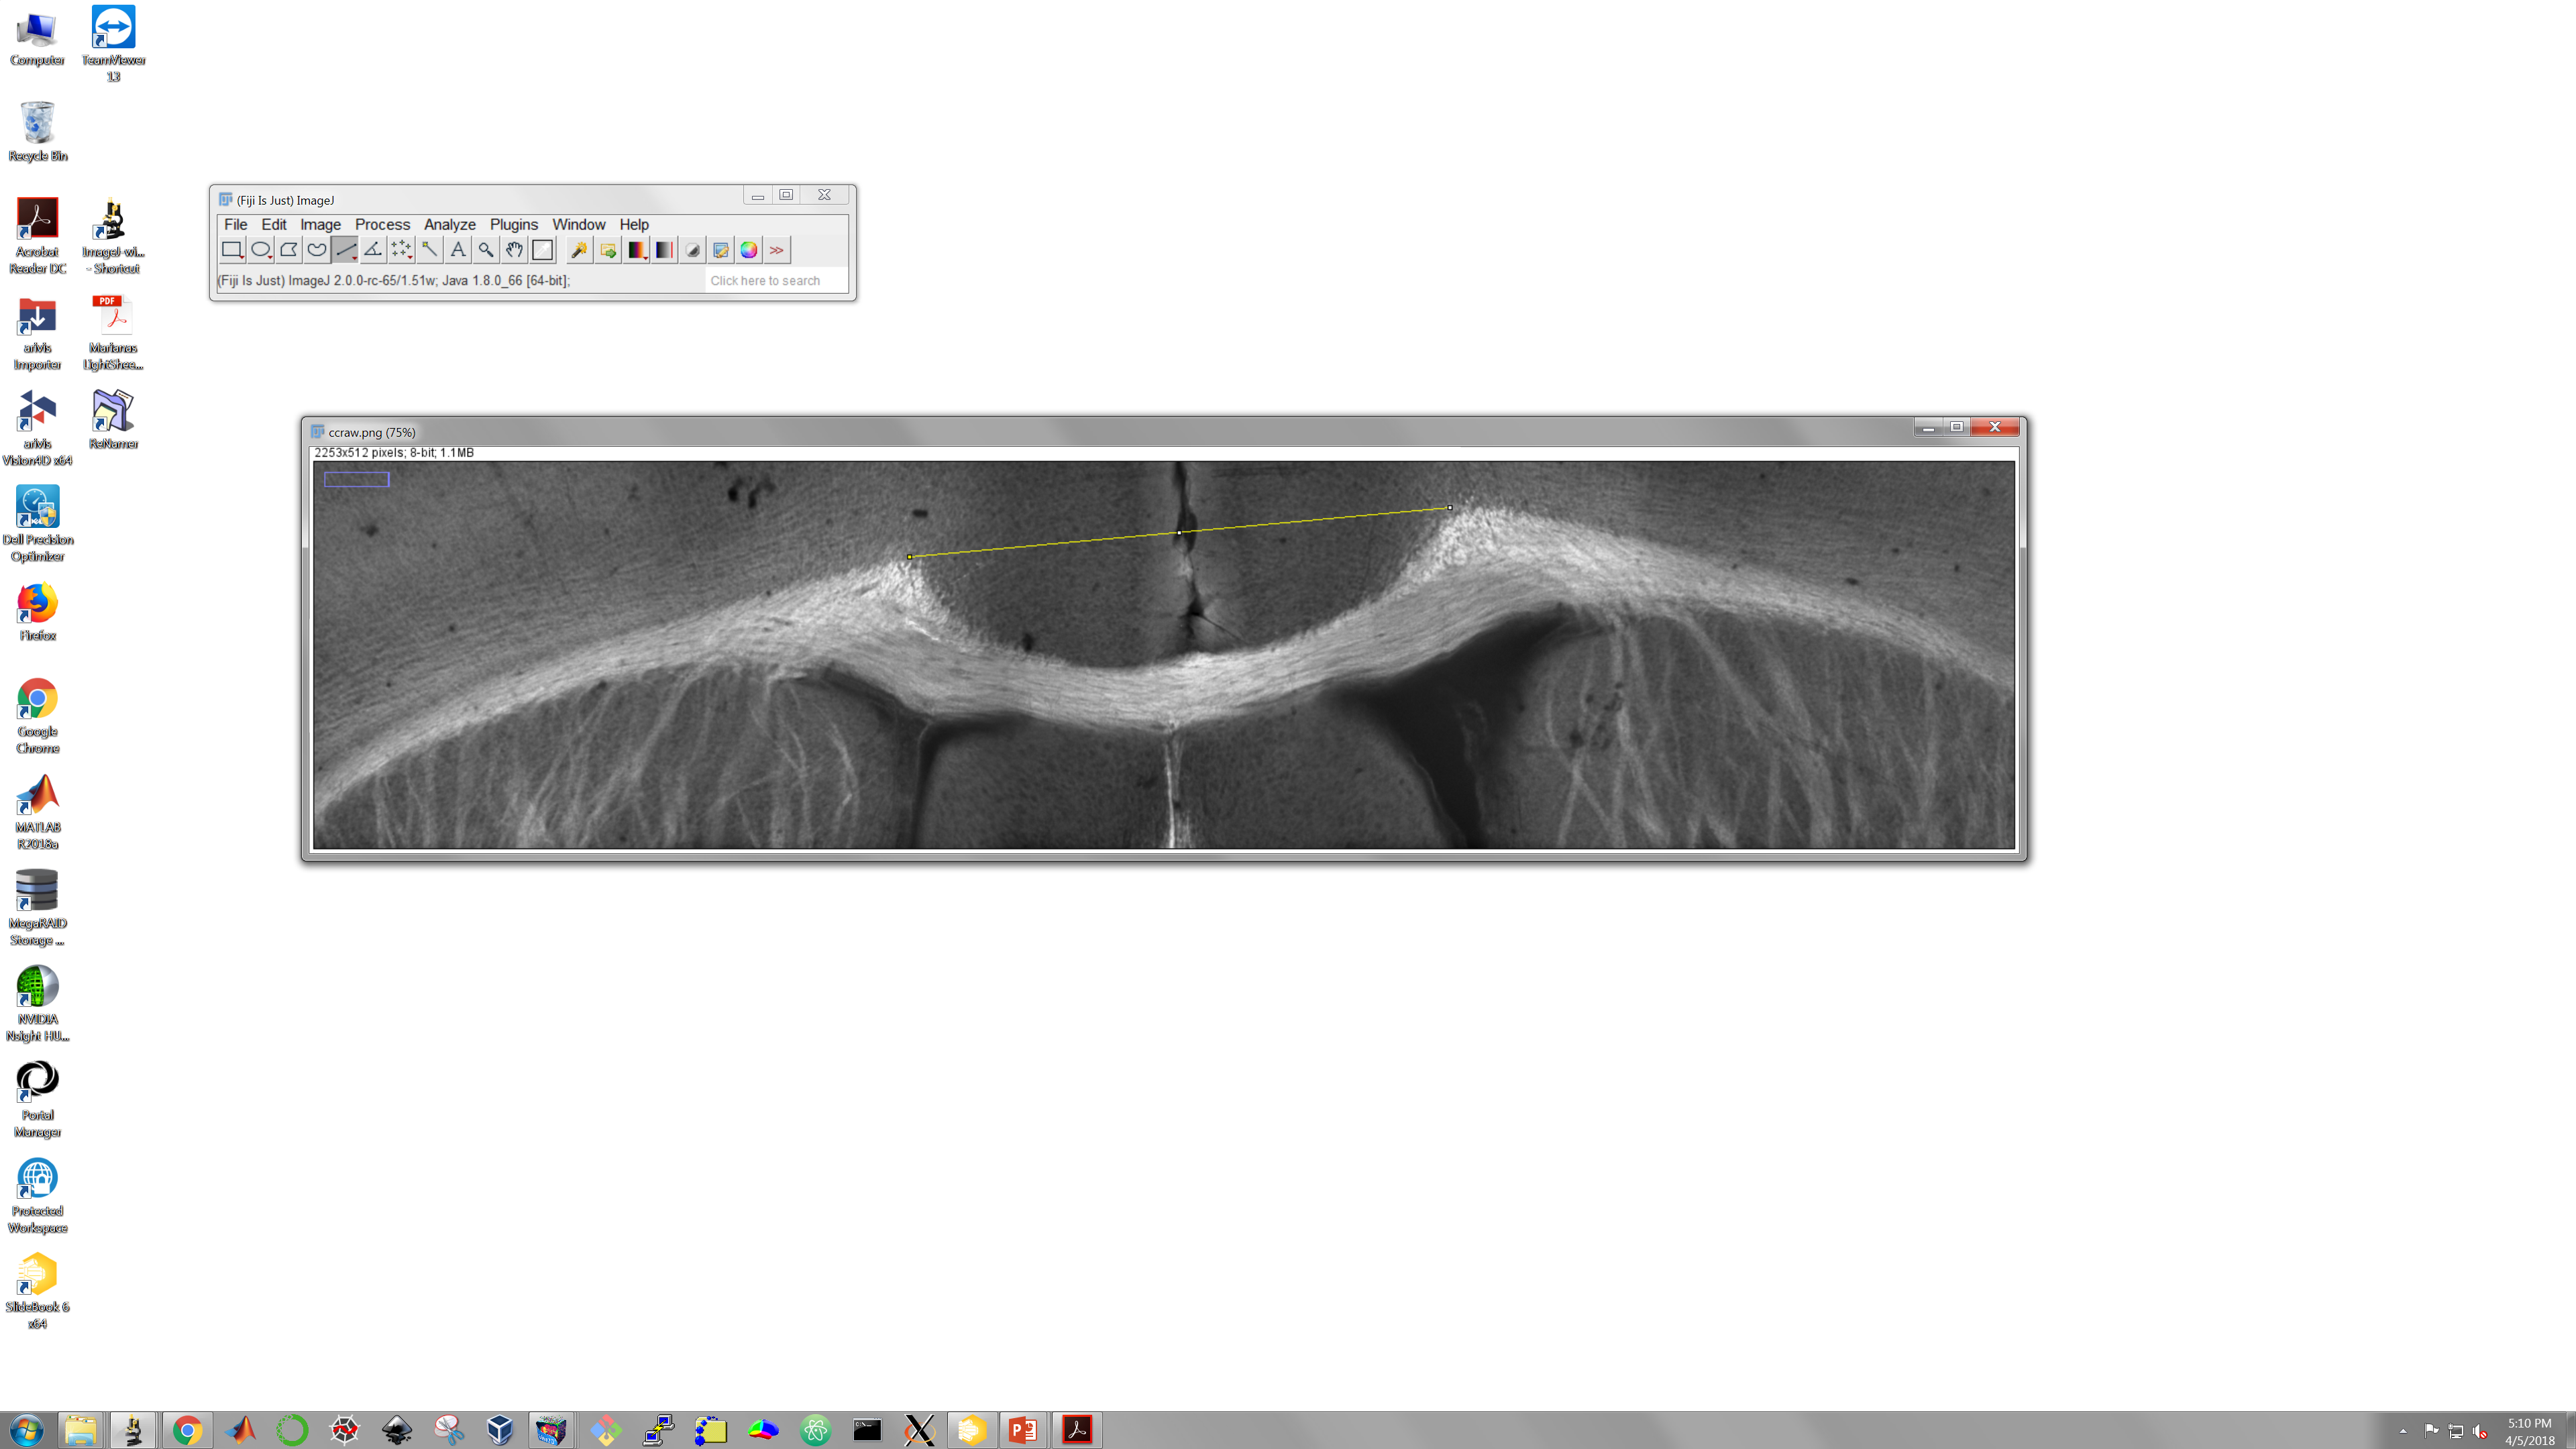 Computer
TeamViewer
13
Recycle Bin
Acrobat
Reader DC
ImageJ-wi...
- Shortcut
arivis
Importer
PDF
Marianas
LightShee...
arivis
Vision4D x64
ReNamer
Dell Precision
Optimizer
Firefox
Google
Chrome
MATLAB
R2018a
MegaRAID
Storage ...
NVIDIA
Nsight HU...
Portal
Manager
Protected
Workspace
SlideBook 6
x64
(Fiji Is Just) ImageJ
File Edit Image Process Analyze Plugins Window Help
A
>>
(Fiji Is Just) ImageJ 2.0.0-rc-65/1.51w; Java 1.8.0_66 [64-bit];
Click here to search
ccraw.png (75%)
2253x512 pixels; 8-bit; 1.1MB
5:10 PM
4/5/2018